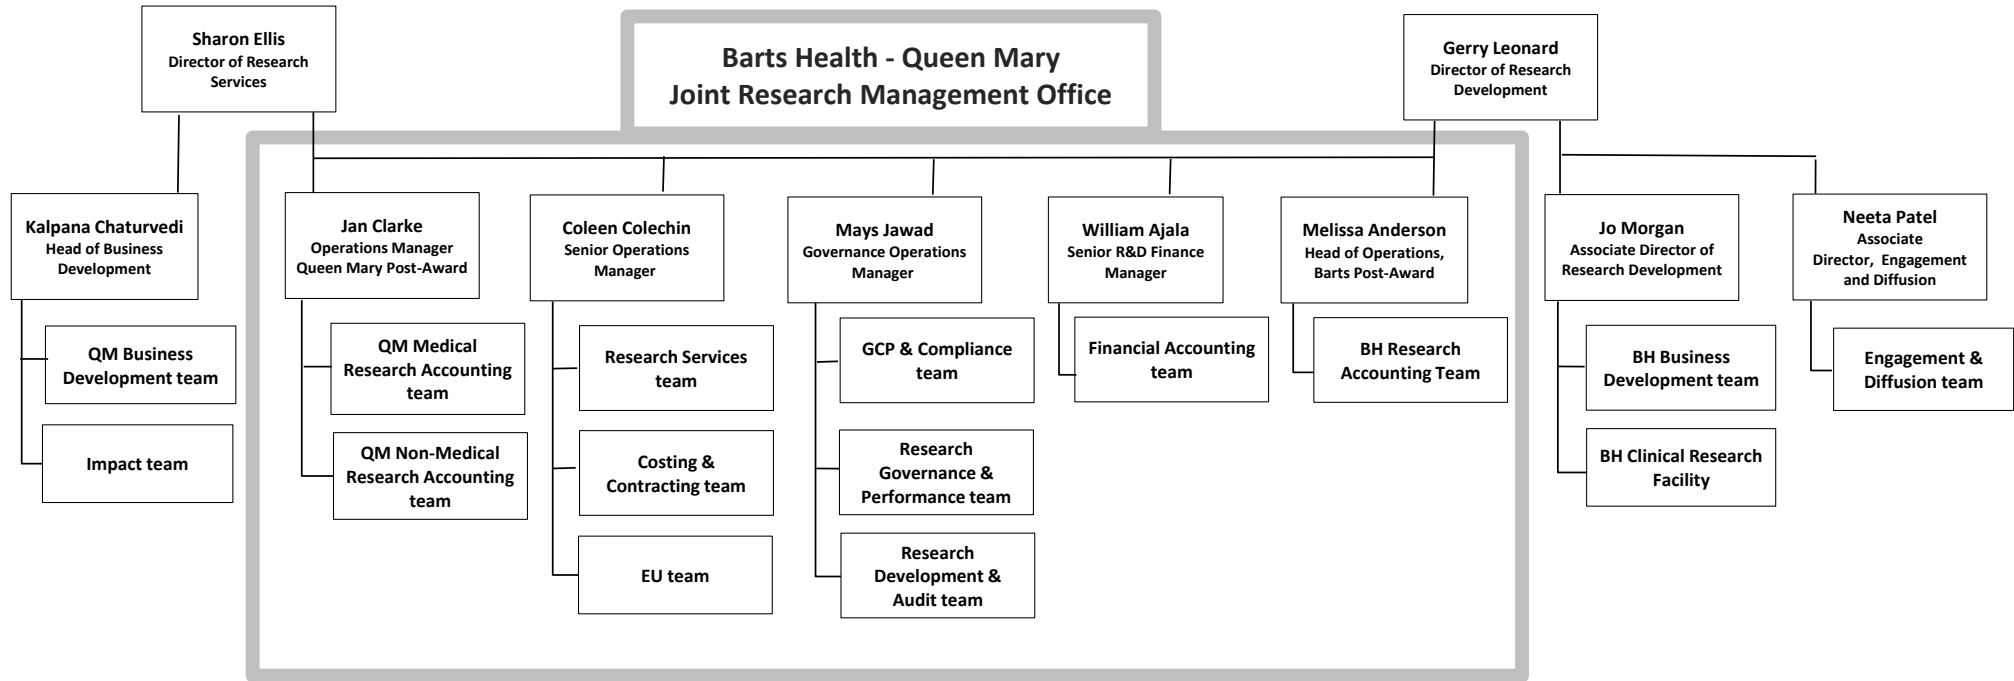 Sharon Ellis
Director of Research
Services
Barts Health - Queen Mary
Joint Research Management Office
Gerry Leonard
Director of Research
Development
Kalpana Chaturvedi
Head of Business
Development
Jan Clarke
Operations Manager
Queen Mary Post-Award
Coleen Colechin
Senior Operations
Manager
Mays Jawad
Governance Operations
Manager
William Ajala
Senior R&D Finance
Manager
Melissa Anderson
Head of Operations,
Barts Post-Award
Jo Morgan
Associate Director of
Research Development
Neeta Patel
Associate
Director, Engagement
and Diffusion
QM Business
Development team
Impact team
QM Medical
Research Accounting
team
QM Non-Medical
Research Accounting
team
Research Services
team
Costing &
Contracting team
EU team
GCP & Compliance
team
Research
Governance &
Performance team
Research
Development &
Audit team
Financial Accounting
team
BH Research
Accounting Team
BH Business
Development team
BH Clinical Research
Facility
Engagement &
Diffusion team